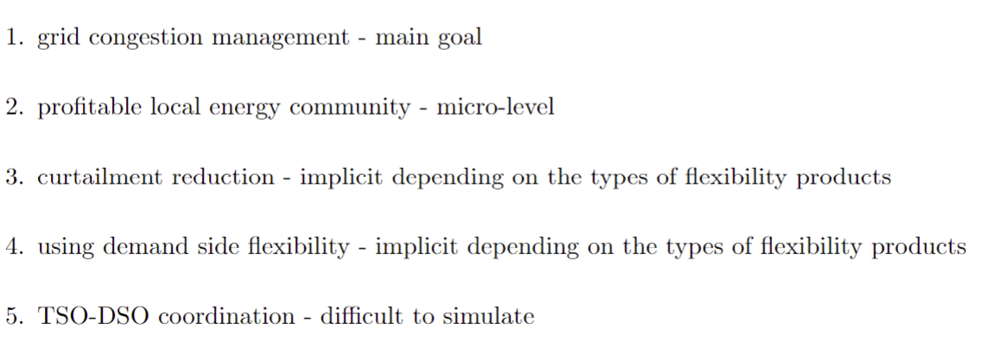 1. grid congestion management - main goal
2. profitable local energy community - micro-level
3. curtailment reduction - implicit depending on the types of flexibility products
4. using demand side flexibility - implicit depending on the types of flexibility products
5. TSO-DSO coordination - difficult to simulate